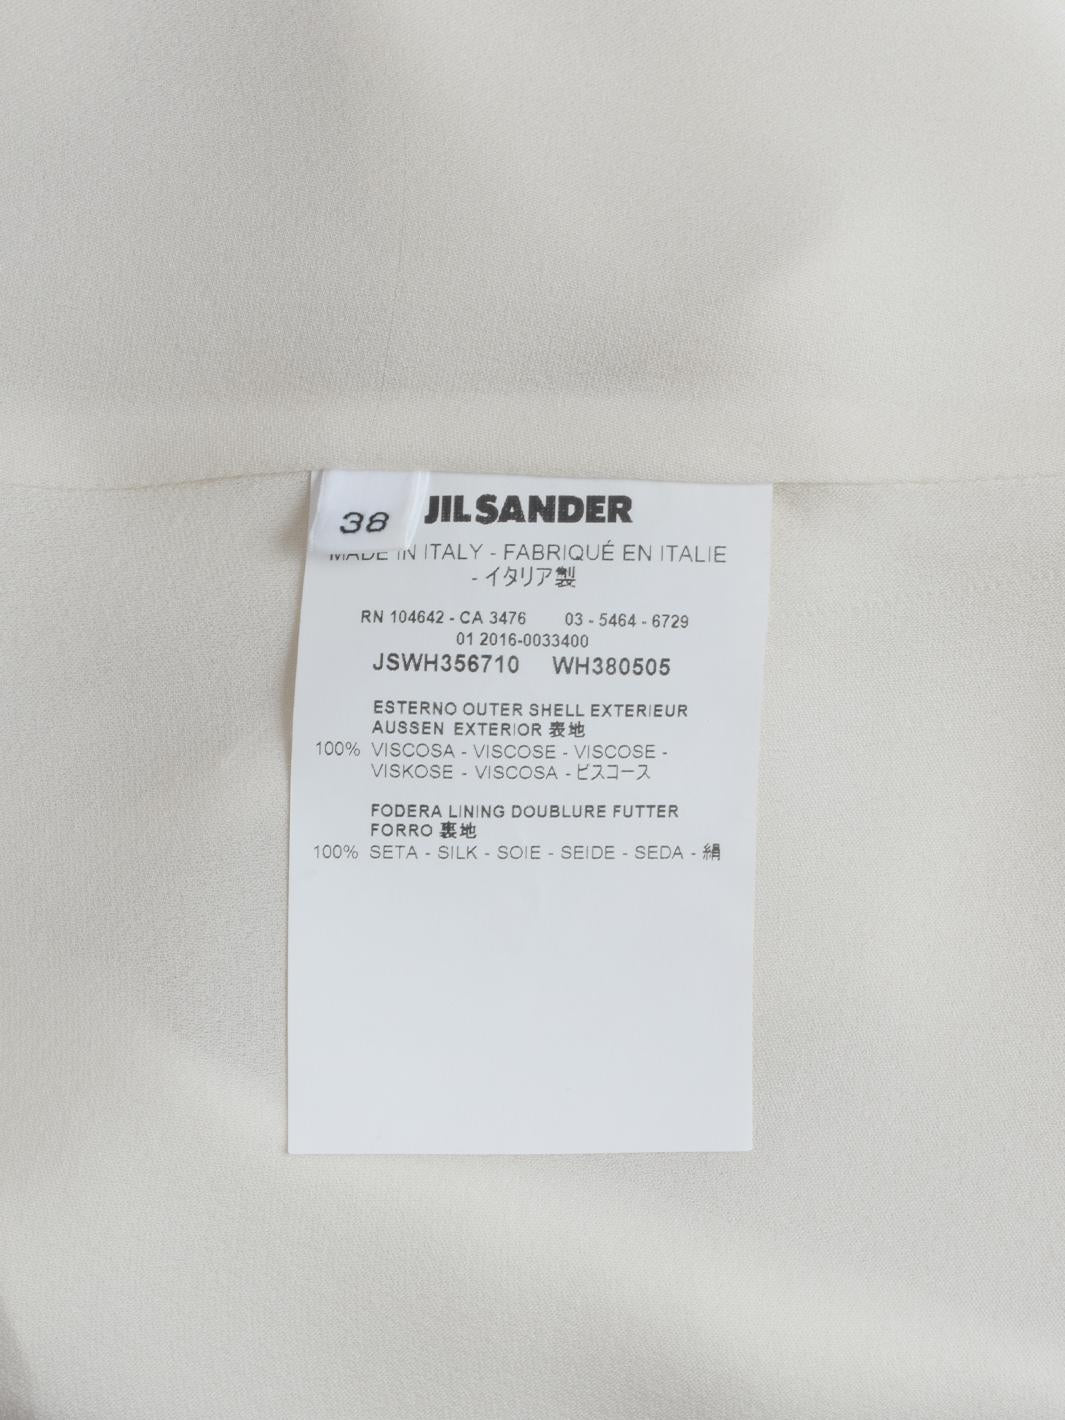 38
JIL SANDER
MADE IN ITALY - FABRIQUÉ EN ITALIE
- イタリア製
RN 104642 - CA 3476 03 - 5464 - 6729
01 2016-0033400
JSWH356710 WH380505
ESTERNO OUTER SHELL EXTERIEUR
AUSSEN EXTERIOR 表地
100% VISCOSA - VISCOSE - VISCOSE -
VISKOSE - VISCOSA - ビスコース
FODERA LINING DOUBLURE FUTTER
FORRO 裏地
100% SETA - SILK - SOIE - SEIDE - SEDA - 絹